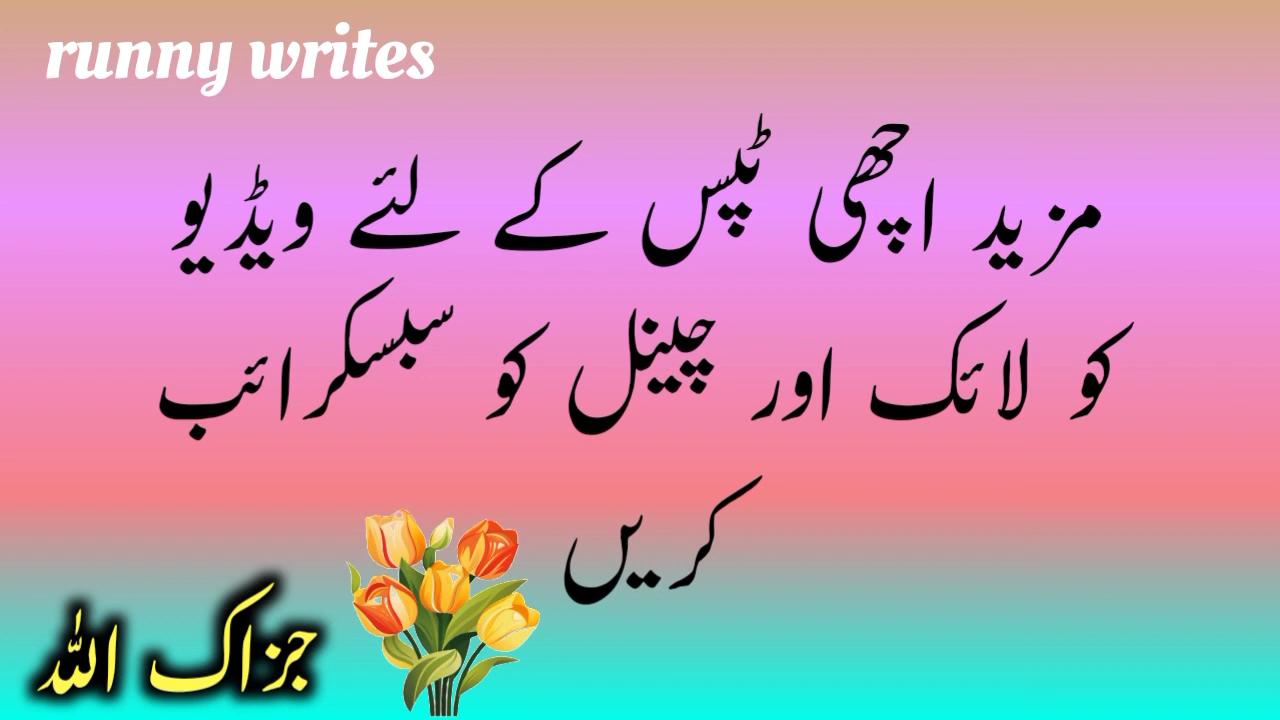 runny writes
مزید اچھی ٹپس کے لئے ویڈیو
کو لائک اور چینل کو سبسکرائب
کریں
جزاک اللہ